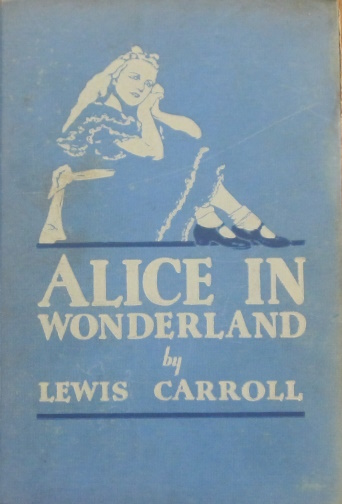 ALICE IN
WONDERLAND
by
LEWIS CARROLL